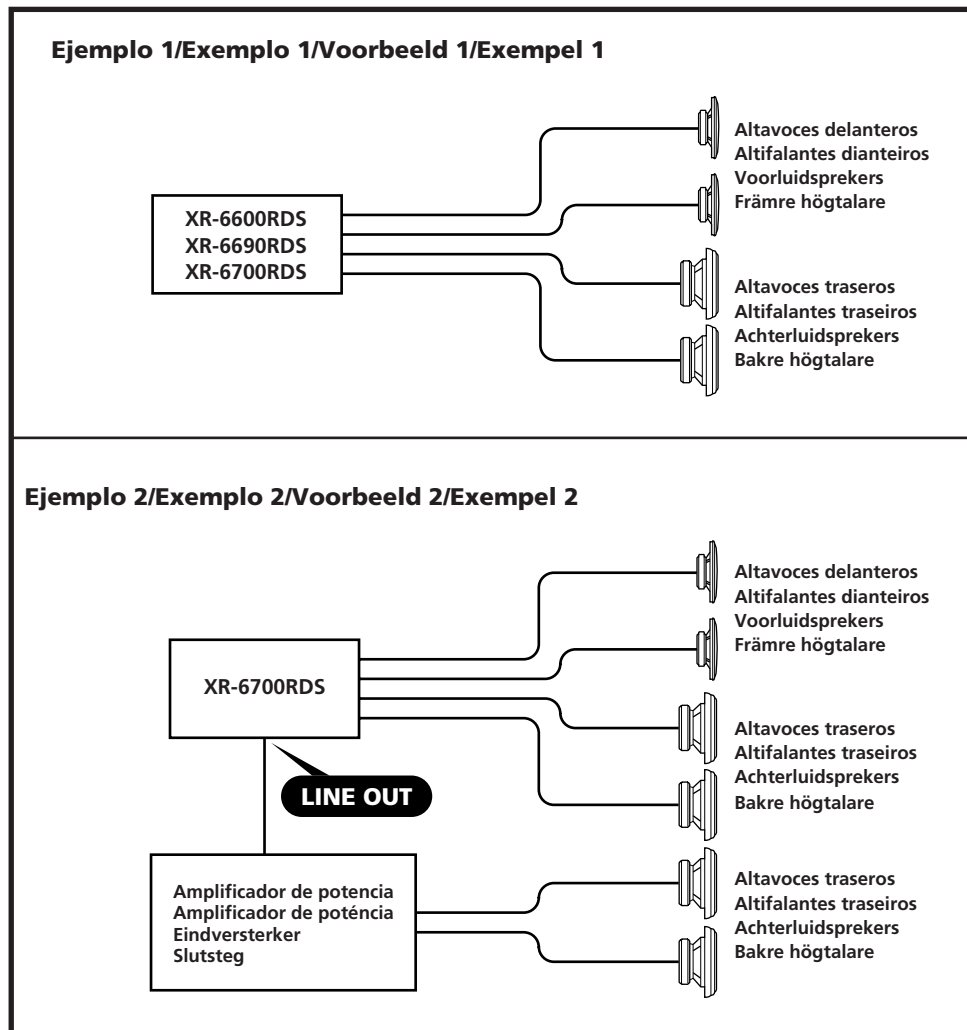 Ejemplo 1/Exemplo 1/Voorbeeld 1/Exempel 1
XR-6600RDS
XR-6690RDS
XR-6700RDS
Altavoces delanteros
Altifalantes dianteiros
Voorluidsprekers
Främre högtalare
Altavoces traseros
Altifalantes traseiros
Achterluidsprekers
Bakre högtalare
Ejemplo 2/Exemplo 2/Voorbeeld 2/Exempel 2
XR-6700RDS
LINE OUT
Altavoces delanteros
Altifalantes dianteiros
Voorluidsprekers
Främre högtalare
Altavoces traseros
Altifalantes traseiros
Achterluidsprekers
Bakre högtalare
Amplificador de potencia
Amplificador de poténcia
Eindversterker
Slutsteg
Altavoces traseros
Altifalantes traseiros
Achterluidsprekers
Bakre högtalare